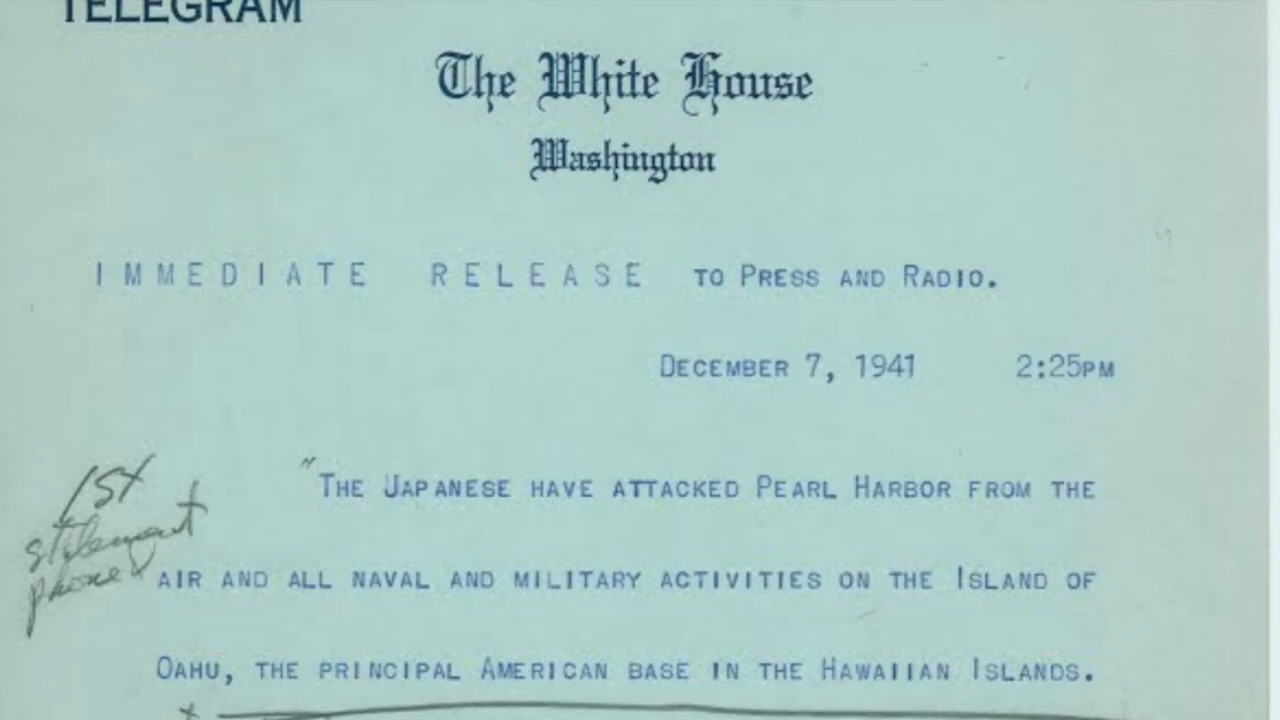 TELEGRAM
The White House
Washington
IMMEDIATE RELEASE TO PRESS AND RADIO.
DECEMBER 7, 1941 2:25PM
1st
statement
phoned
"THE JAPANESE HAVE ATTACKED PEARL HARBOR FROM THE
AIR AND ALL NAVAL AND MILITARY ACTIVITIES ON THE ISLAND OF
OAHU, THE PRINCIPAL AMERICAN BASE IN THE HAWAIIAN ISLANDS.